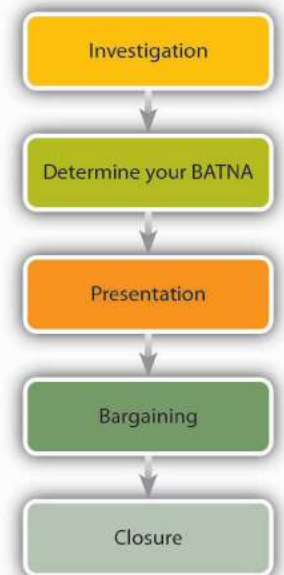 Investigation
Determine your BATNA
Presentation
Bargaining
Closure